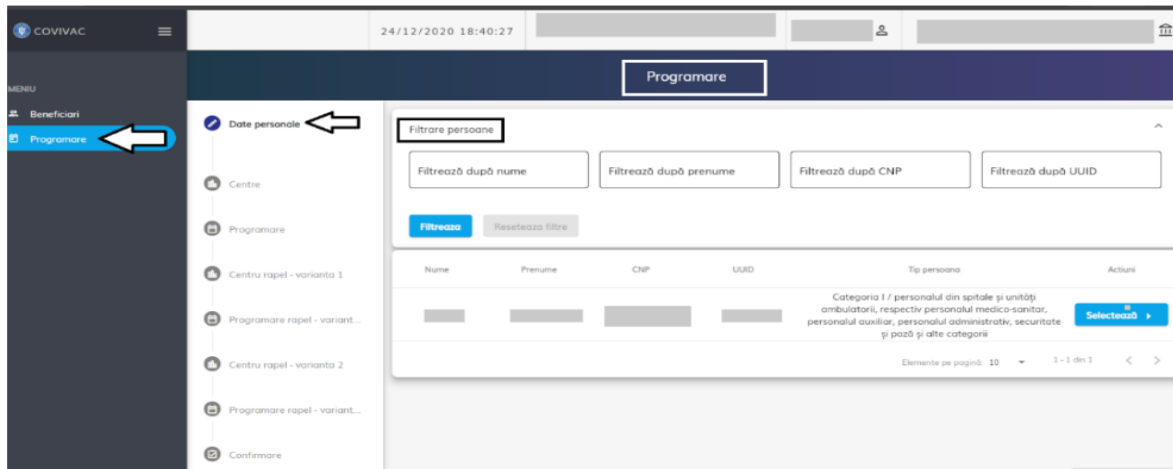 COVIVAC
24/12/2020 18:40:27
Programare
MENIU
Beneficiari
Programare
Date personale
Centre
Programare
Centru rapel - varianta 1
Programare rapel - variant...
Centru rapel - varianta 2
Programare rapel - variant...
Confirmare
Filtrare persoane
Filtrează după nume
Filtrează după prenume
Filtrează după CNP
Filtrează după UUID
Filtreaza
Reseteaza filtre
Nume Prenume CNP UUID Tip persoana Actiuni
Categoria I / personalul din spitale și unități
ambulatorii, respectiv personalul medico-sanitar,
personalul auxiliar, personalul administrativ, securitate
și pază și alte categorii
Selectează
Elemente pe pagină: 10 1 - 1 din 1